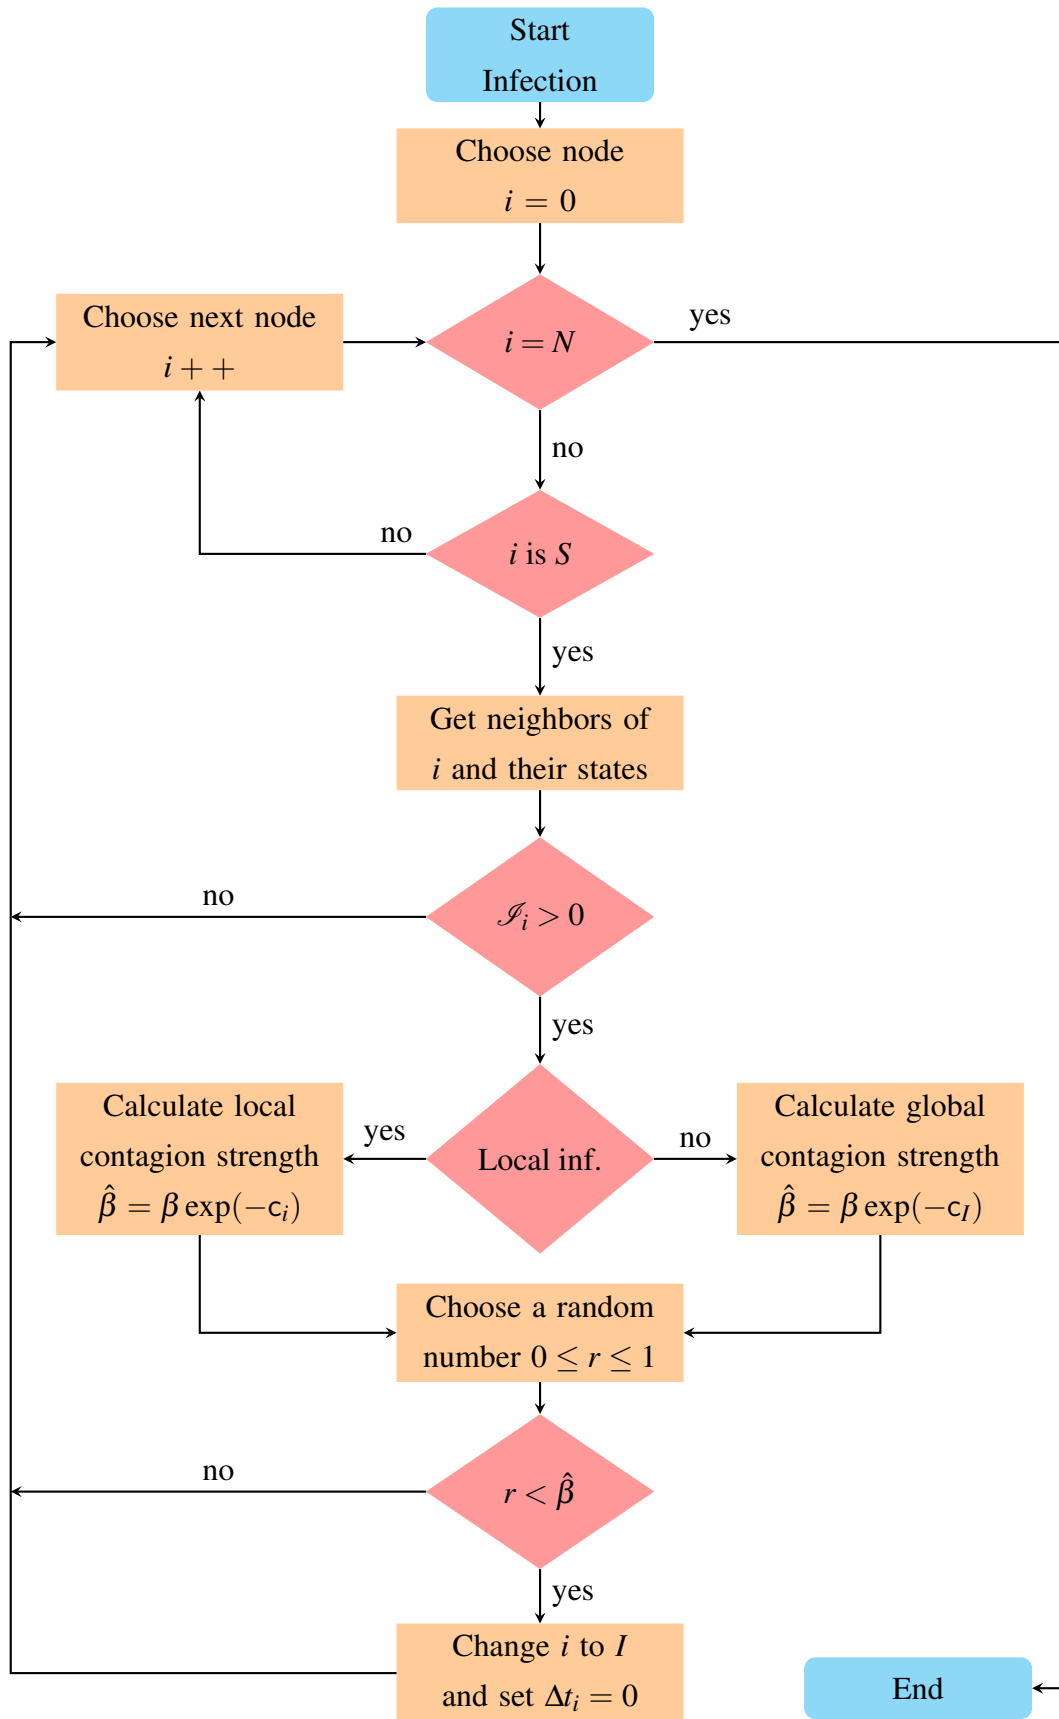 Start
Infection
Choose node
i = 0
Choose next node
i + +
i = N
yes
no
i is S
no
yes
Get neighbors of
i and their states
ℐᵢ > 0
no
yes
Local inf.
yes
no
Calculate local
contagion strength
β̂ = β exp(−cᵢ)
Calculate global
contagion strength
β̂ = β exp(−c_I)
Choose a random
number 0 ≤ r ≤ 1
r < β̂
no
yes
Change i to I
and set Δtᵢ = 0
End